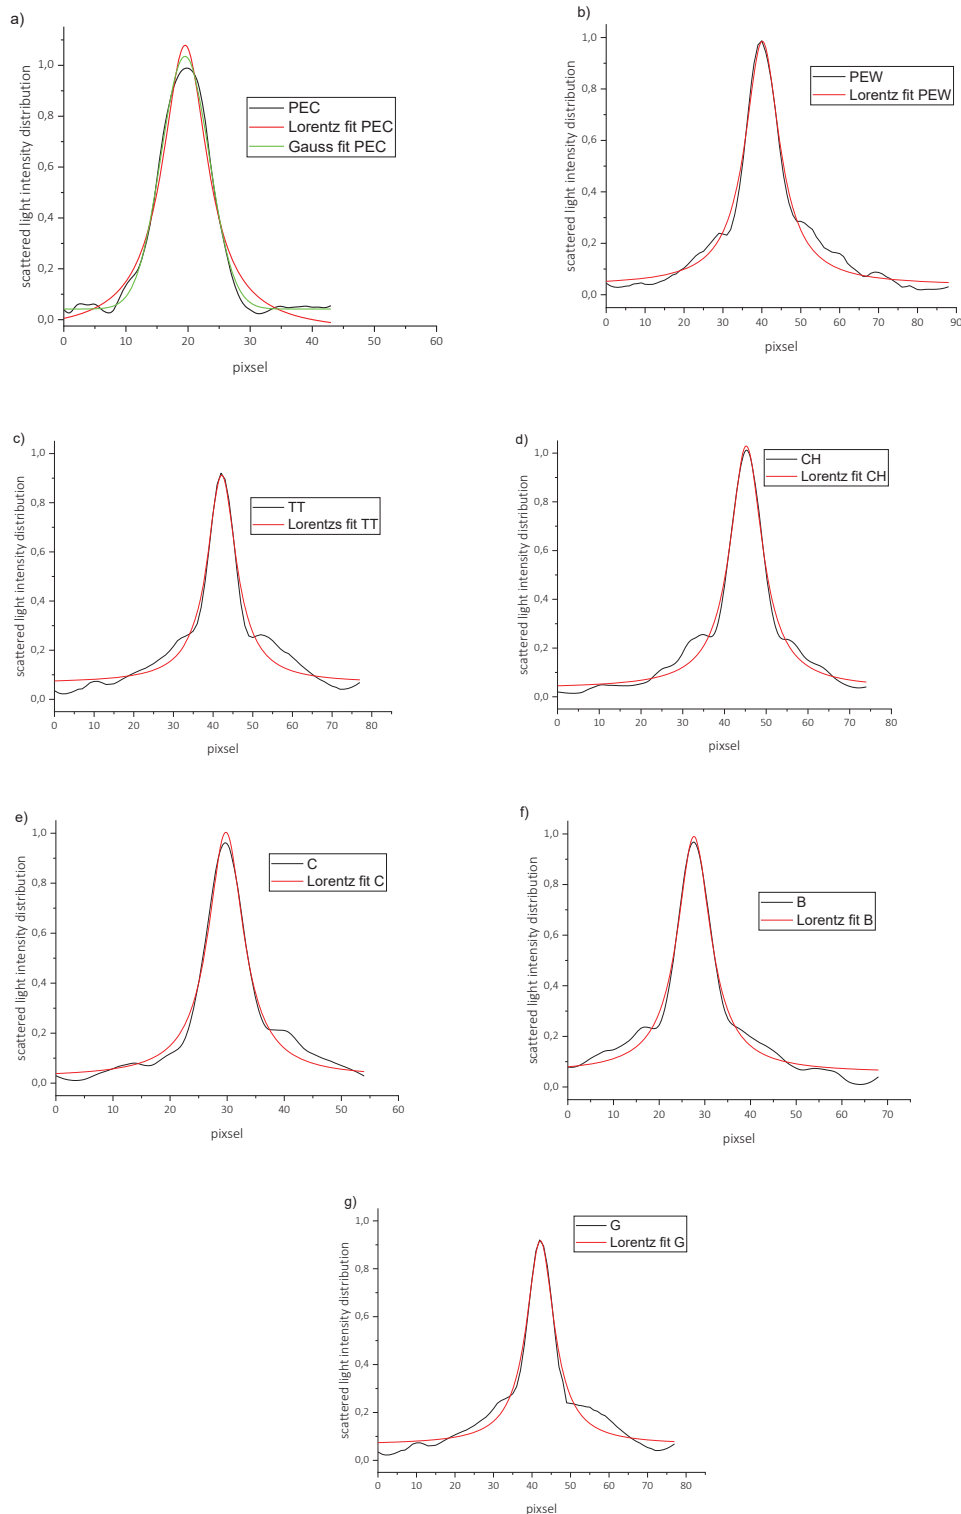 a)
scattered light intensity distribution
1,0
0,8
0,6
0,4
0,2
0,0
PEC
Lorentz fit PEC
Gauss fit PEC
0 10 20 30 40 50 60
pixsel
b)
scattered light intensity distribution
1,0
0,8
0,6
0,4
0,2
0,0
PEW
Lorentz fit PEW
0 10 20 30 40 50 60 70 80 90
pixsel
c)
scattered light intensity distribution
1,0
0,8
0,6
0,4
0,2
0,0
TT
Lorentzs fit TT
0 10 20 30 40 50 60 70 80
pixsel
d)
scattered light intensity distribution
1,0
0,8
0,6
0,4
0,2
0,0
CH
Lorentz fit CH
0 10 20 30 40 50 60 70 80
pixsel
e)
scattered light intensity distribution
1,0
0,8
0,6
0,4
0,2
0,0
C
Lorentz fit C
0 10 20 30 40 50 60
pixsel
f)
scattered light intensity distribution
1,0
0,8
0,6
0,4
0,2
0,0
B
Lorentz fit B
0 10 20 30 40 50 60 70
pixsel
g)
scattered light intensity distribution
1,0
0,8
0,6
0,4
0,2
0,0
G
Lorentz fit G
0 10 20 30 40 50 60 70 80
pixsel